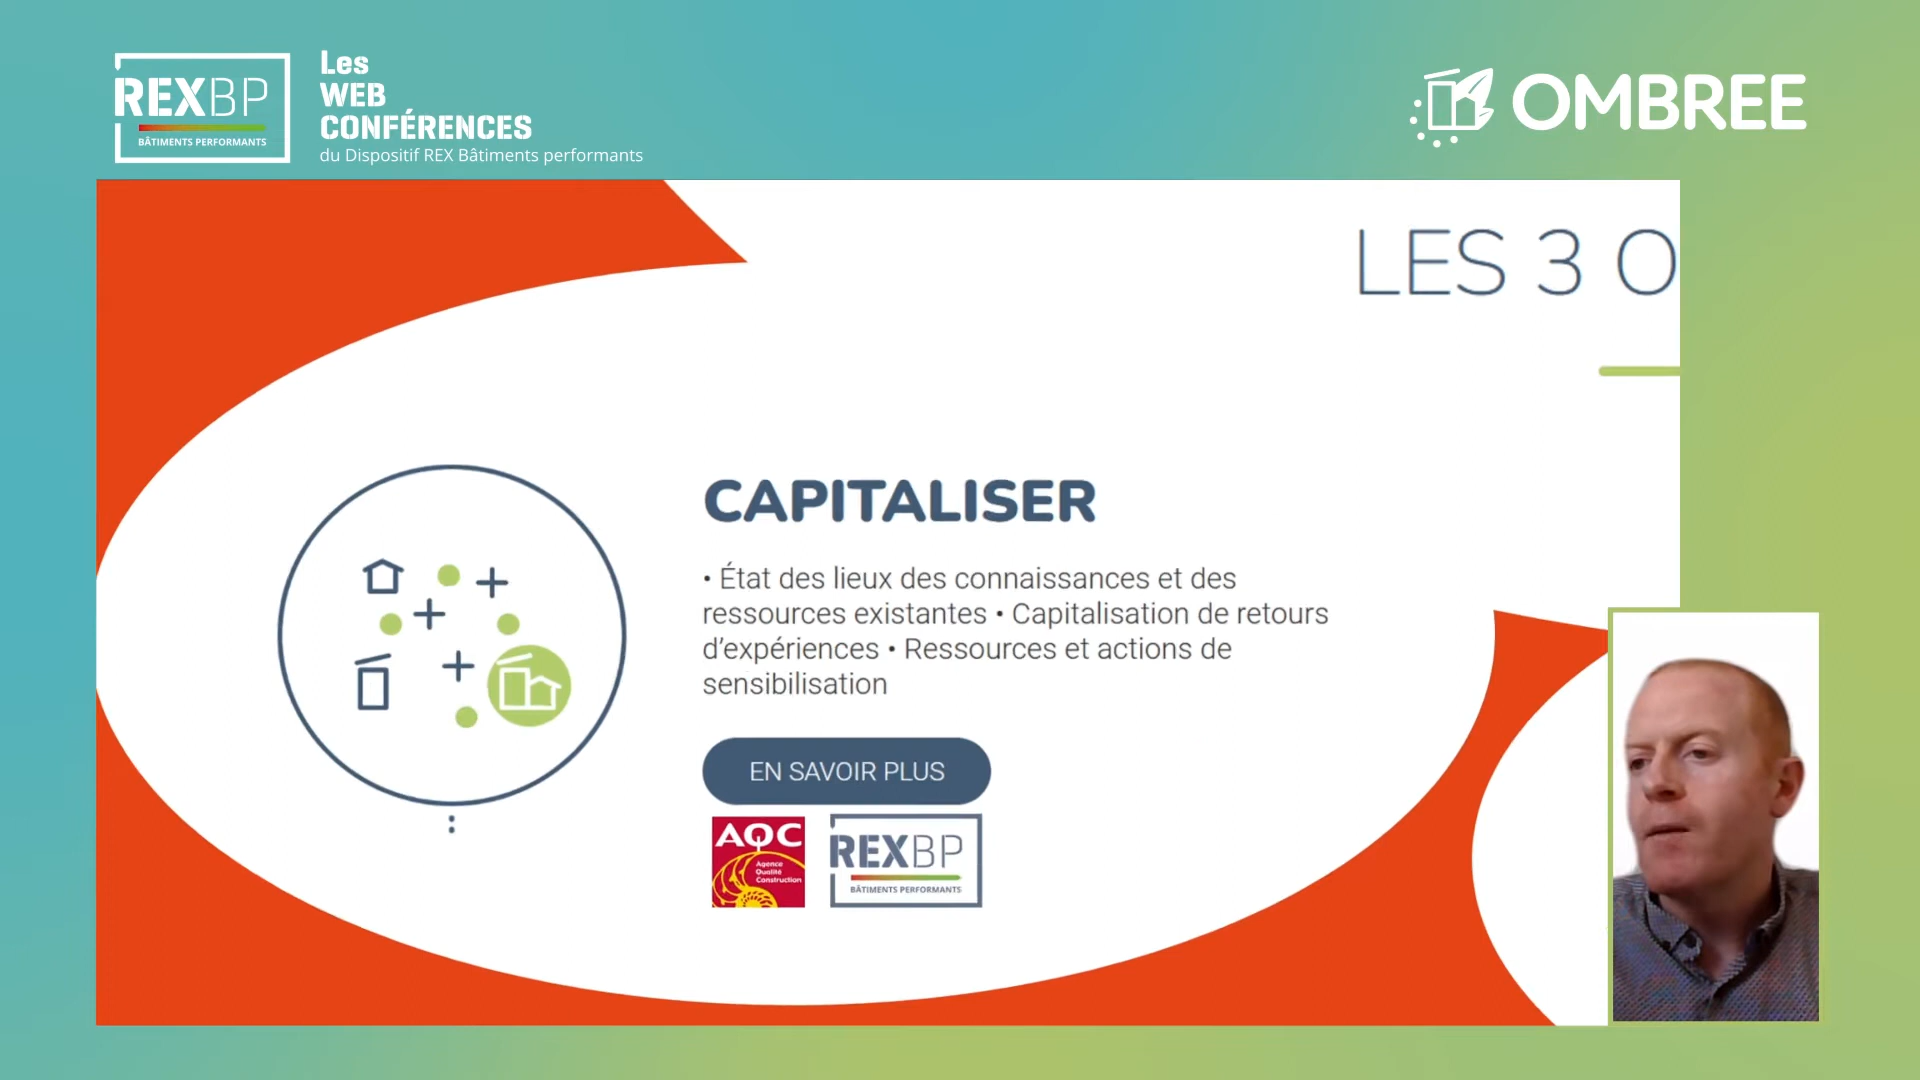 REXBP
BÂTIMENTS PERFORMANTS
Les
WEB
CONFÉRENCES
du Dispositif REX Bâtiments performants
OMBREE
LES 3 O
CAPITALISER
• État des lieux des connaissances et des
ressources existantes • Capitalisation de retours
d’expériences • Ressources et actions de
sensibilisation
EN SAVOIR PLUS
AQC
Agence
Qualité
Construction
REXBP
BÂTIMENTS PERFORMANTS